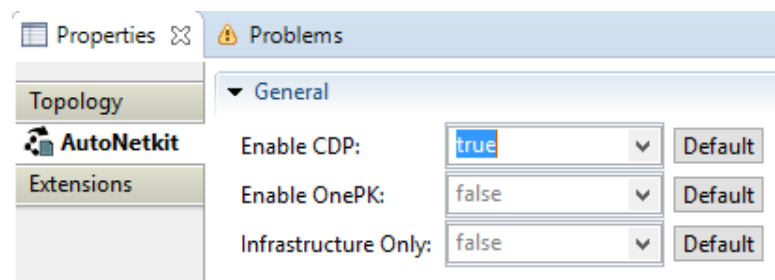 Properties Problems
Topology
AutoNetkit
Extensions
General
Enable CDP: true Default
Enable OnePK: false Default
Infrastructure Only: false Default